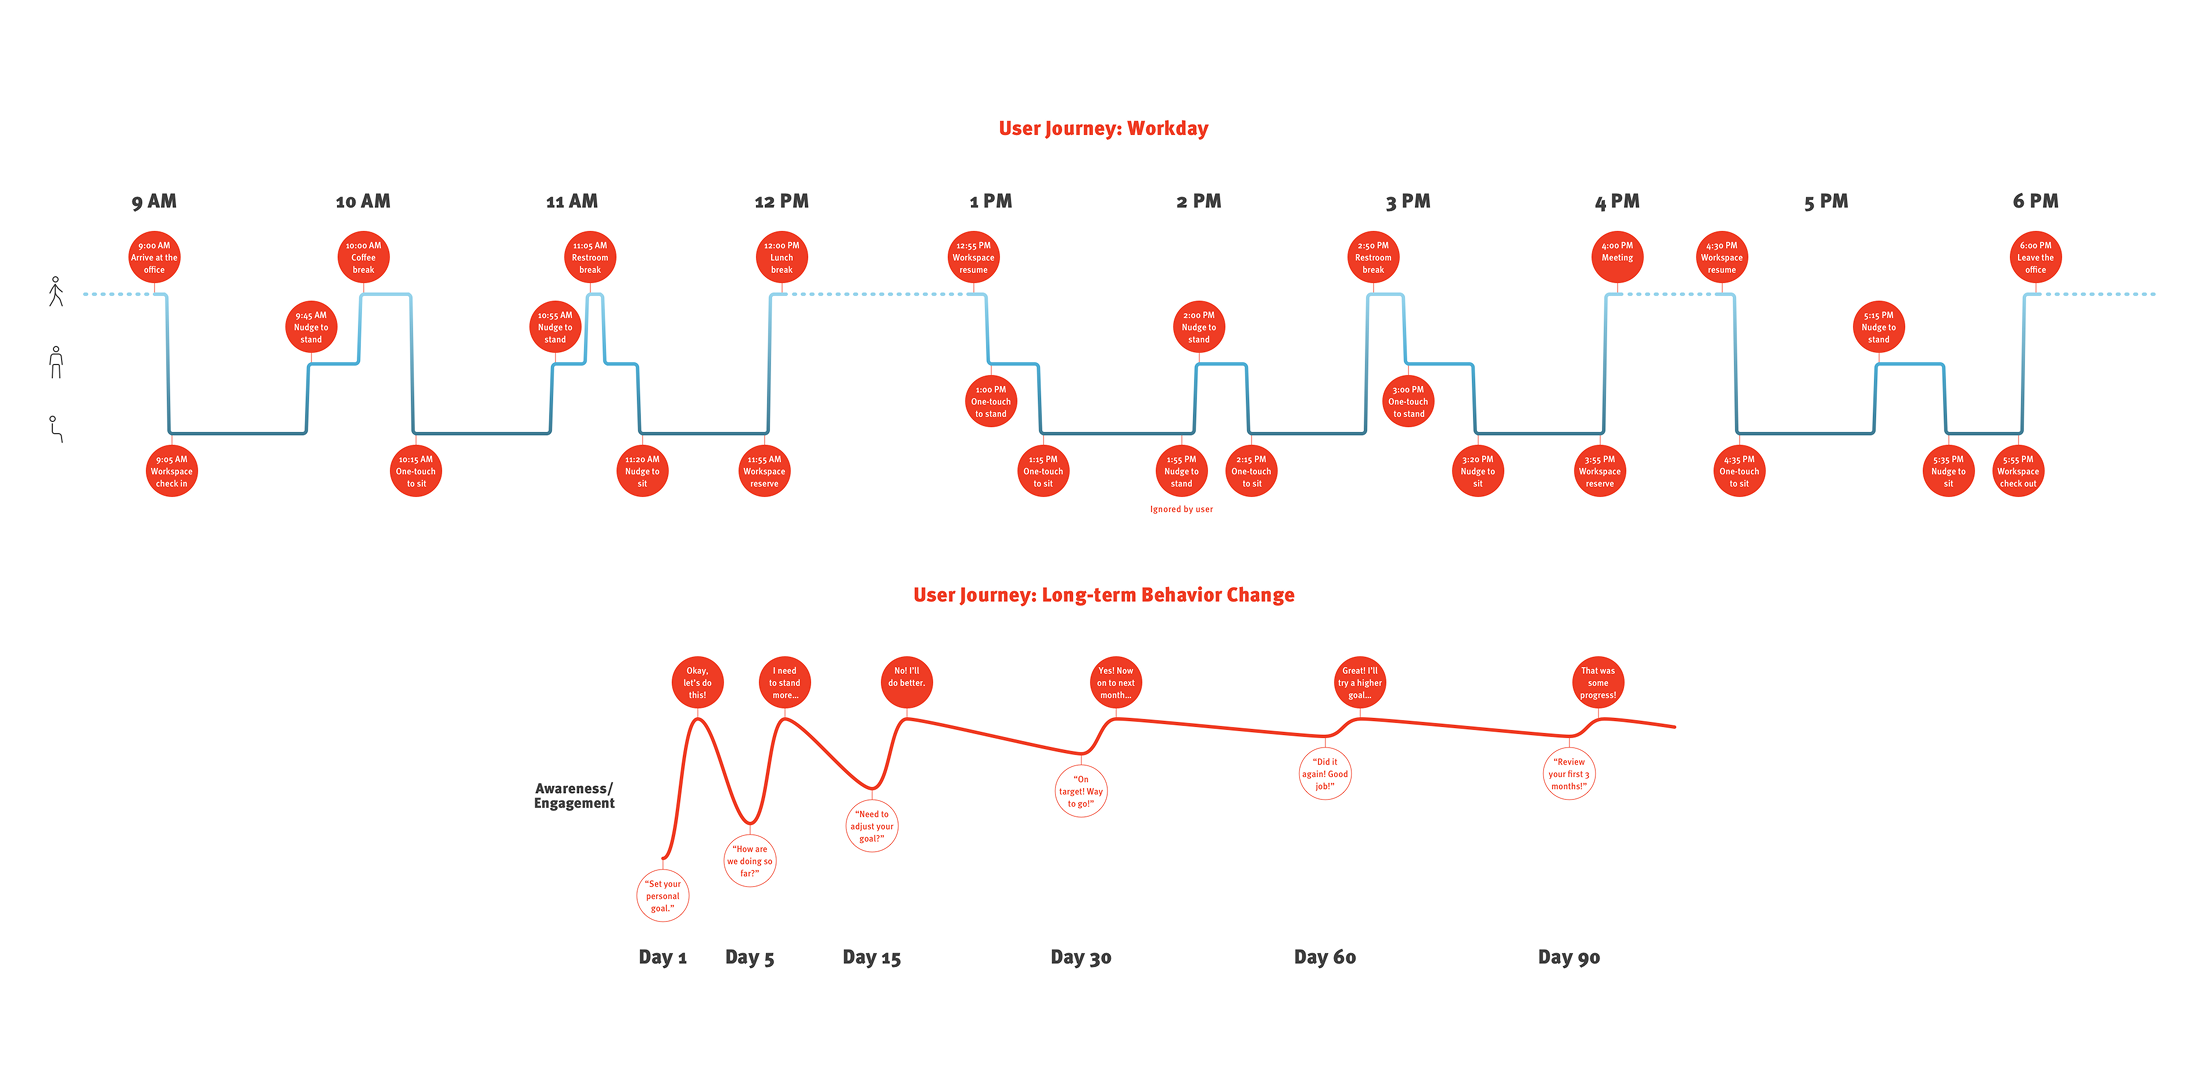 User Journey: Workday
9 AM
10 AM
11 AM
12 PM
1 PM
2 PM
3 PM
4 PM
5 PM
6 PM
9:00 AM
Arrive at the
office
10:00 AM
Coffee
break
11:05 AM
Restroom
break
12:00 PM
Lunch
break
12:55 PM
Workspace
resume
2:50 PM
Restroom
break
4:00 PM
Meeting
4:30 PM
Workspace
resume
6:00 PM
Leave the
office
9:45 AM
Nudge to
stand
10:55 AM
Nudge to
stand
2:00 PM
Nudge to
stand
5:15 PM
Nudge to
stand
1:00 PM
One-touch
to stand
3:00 PM
One-touch
to stand
9:05 AM
Workspace
check in
10:15 AM
One-touch
to sit
11:20 AM
Nudge to
sit
11:55 AM
Workspace
reserve
1:15 PM
One-touch
to sit
1:55 PM
Nudge to
stand
2:15 PM
One-touch
to sit
3:20 PM
Nudge to
sit
3:55 PM
Workspace
reserve
4:35 PM
One-touch
to sit
5:35 PM
Nudge to
sit
5:55 PM
Workspace
check out
Ignored by user
User Journey: Long-term Behavior Change
Okay,
let's do
this!
I need
to stand
more...
No! I'll
do better.
Yes! Now
on to next
month...
Great! I'll
try a higher
goal...
That was
some
progress!
Awareness/
Engagement
"Set your
personal
goal."
"How are
we doing so
far?"
"Need to
adjust your
goal?"
"On
target! Way
to go!"
"Did it
again! Good
job!"
"Review
your first 3
months!"
Day 1
Day 5
Day 15
Day 30
Day 60
Day 90